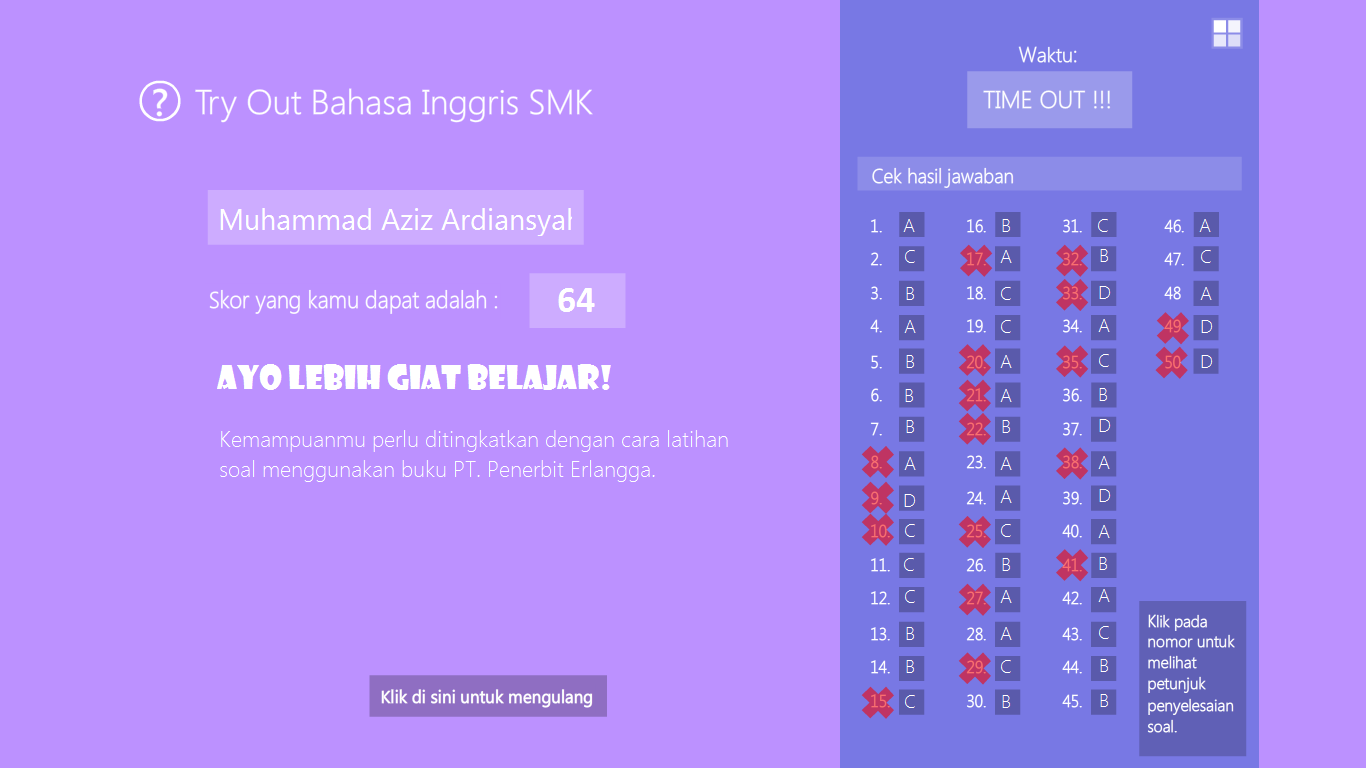 Try Out Bahasa Inggris SMK
Muhammad Aziz Ardiansyah
Skor yang kamu dapat adalah : 64
AYO LEBIH GIAT BELAJAR!
Kemampuanmu perlu ditingkatkan dengan cara latihan
soal menggunakan buku PT. Penerbit Erlangga.
Klik di sini untuk mengulang
Waktu:
TIME OUT !!!
Cek hasil jawaban
1. A
2. C
3. B
4. A
5. B
6. B
7. B
8. A
9. D
10. C
11. C
12. C
13. B
14. B
15. C
16. B
17. A
18. C
19. C
20. A
21. A
22. B
23. A
24. A
25. C
26. B
27. A
28. A
29. C
30. B
31. C
32. B
33. D
34. A
35. C
36. B
37. D
38. A
39. D
40. A
41. B
42. A
43. C
44. B
45. B
46. A
47. C
48 A
49 D
50 D
Klik pada
nomor untuk
melihat
petunjuk
penyelesaian
soal.